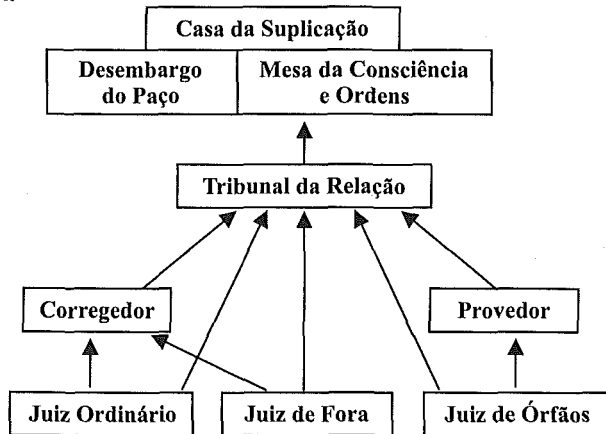 Casa da Suplicação
Desembargo
do Paço
Mesa da Consciência
e Ordens
Tribunal da Relação
Corregedor
Provedor
Juiz Ordinário
Juiz de Fora
Juiz de Órfãos